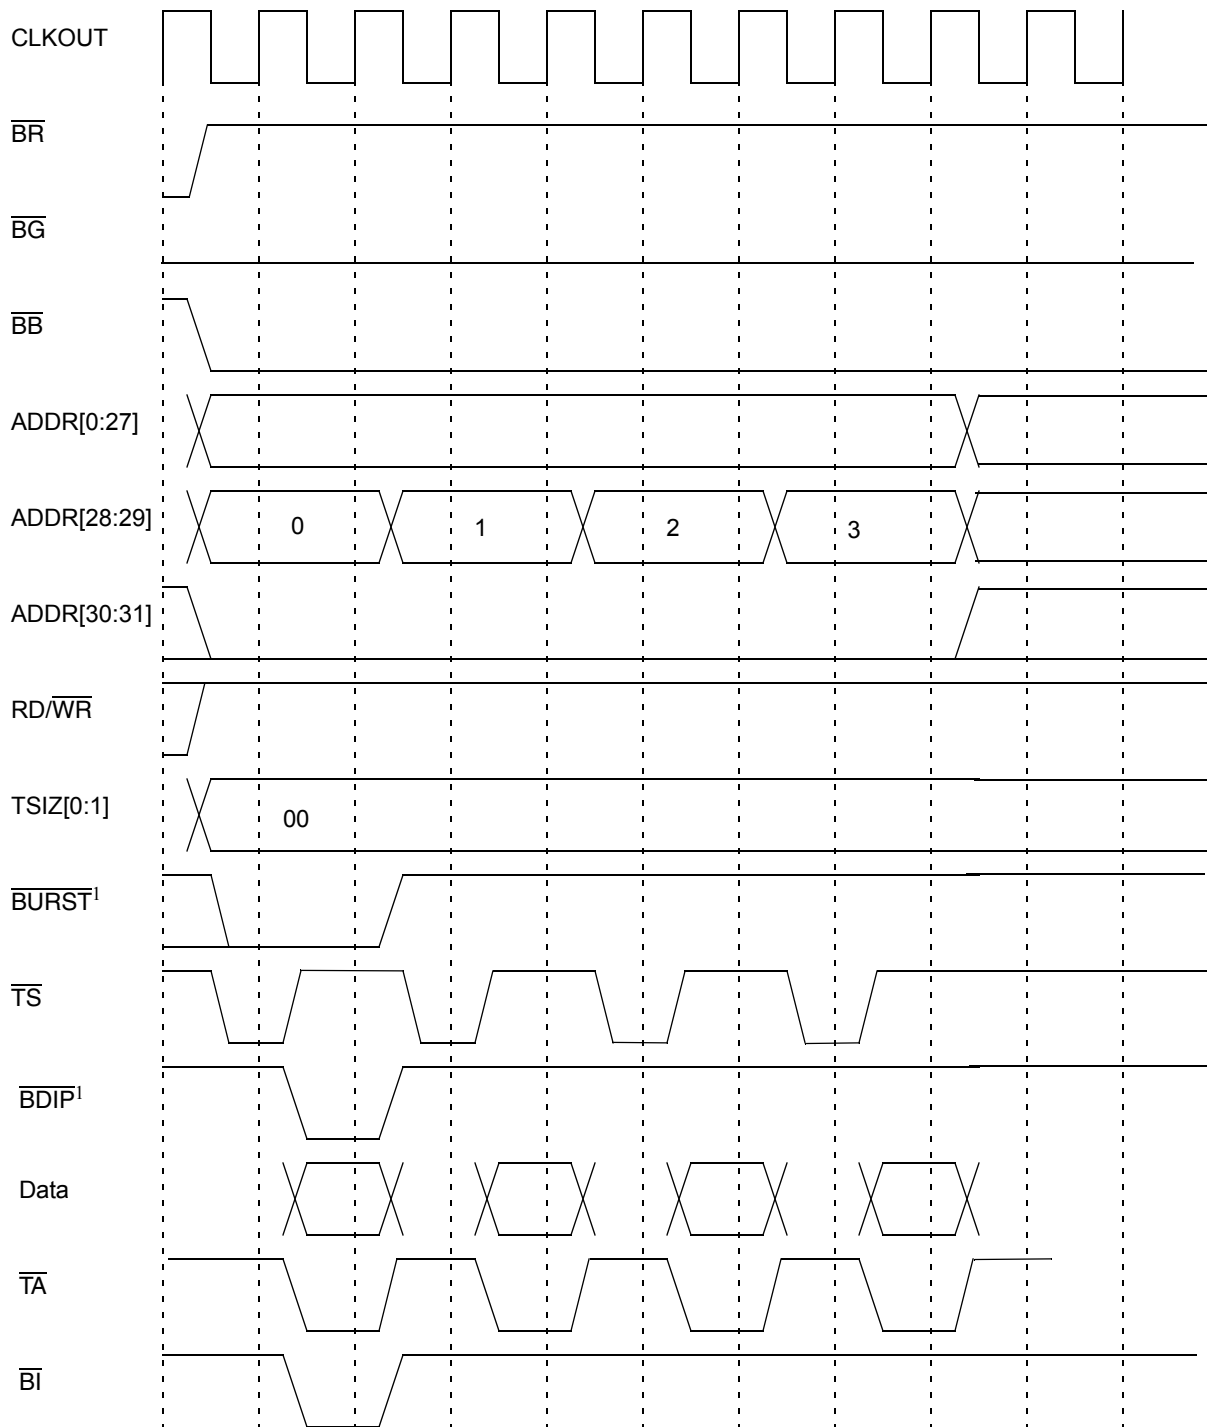 CLKOUT
BR
BG
BB
ADDR[0:27]
ADDR[28:29] 0 1 2 3
ADDR[30:31]
RD/WR
TSIZ[0:1] 00
BURST1
TS
BDIP1
Data
TA
BI